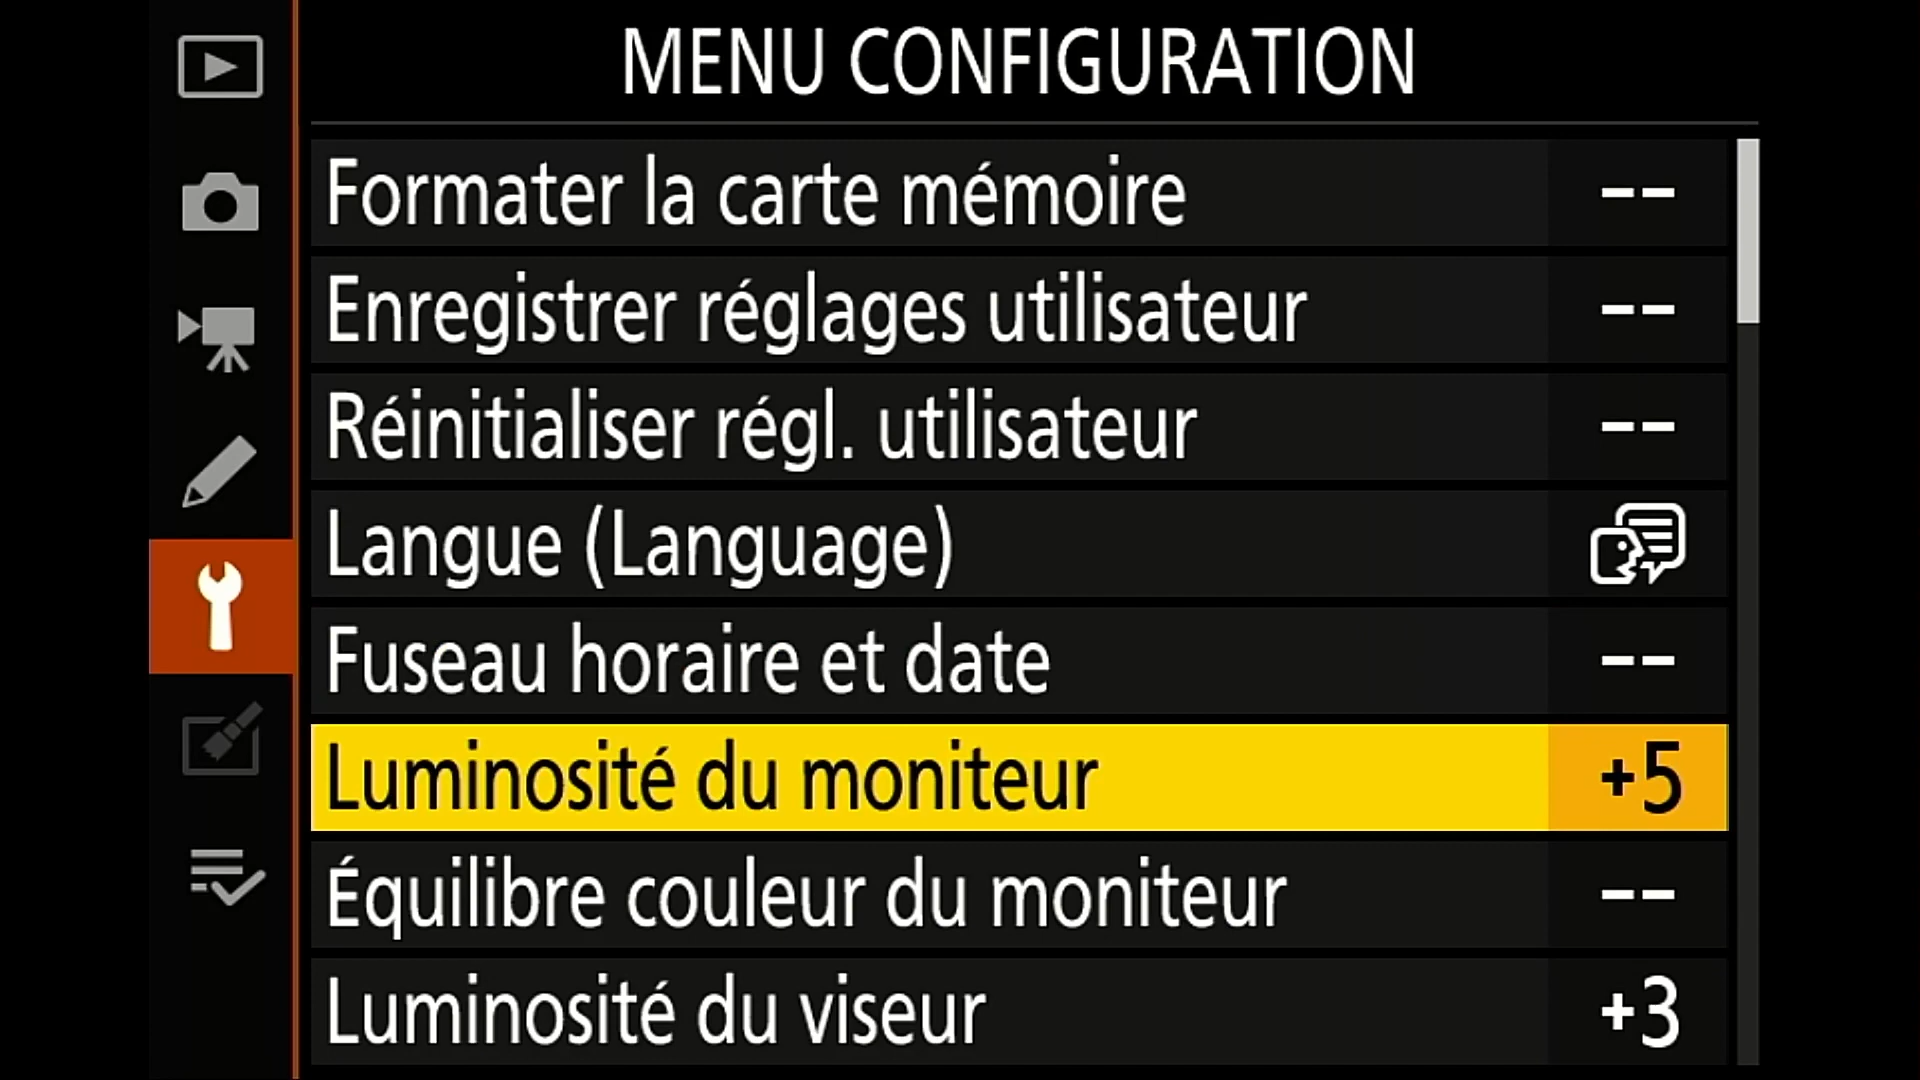 MENU CONFIGURATION
Formater la carte mémoire --
Enregistrer réglages utilisateur --
Réinitialiser régl. utilisateur --
Langue (Language)
Fuseau horaire et date --
Luminosité du moniteur +5
Équilibre couleur du moniteur --
Luminosité du viseur +3